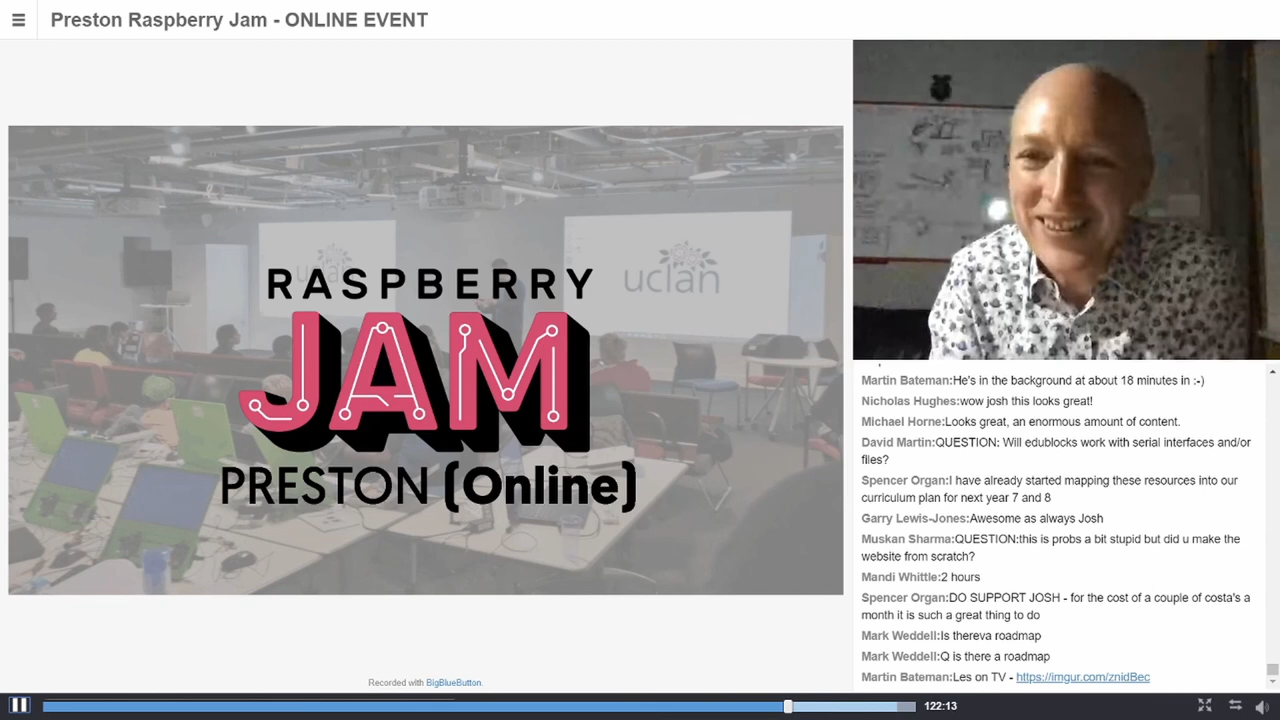 Preston Raspberry Jam - ONLINE EVENT
uclan
uclan
RASPBERRY
JAM
PRESTON (Online)
Recorded with BigBlueButton.
Martin Bateman:He's in the background at about 18 minutes in :-)
Nicholas Hughes:wow josh this looks great!
Michael Horne:Looks great, an enormous amount of content.
David Martin:QUESTION: Will edublocks work with serial interfaces and/or
files?
Spencer Organ:I have already started mapping these resources into our
curriculum plan for next year 7 and 8
Garry Lewis-Jones:Awesome as always Josh
Muskan Sharma:QUESTION:this is probs a bit stupid but did u make the
website from scratch?
Mandi Whittle:2 hours
Spencer Organ:DO SUPPORT JOSH - for the cost of a couple of costa's a
month it is such a great thing to do
Mark Weddell:Is thereva roadmap
Mark Weddell:Q is there a roadmap
Martin Bateman:Les on TV - https://imgur.com/znidBec
122:13